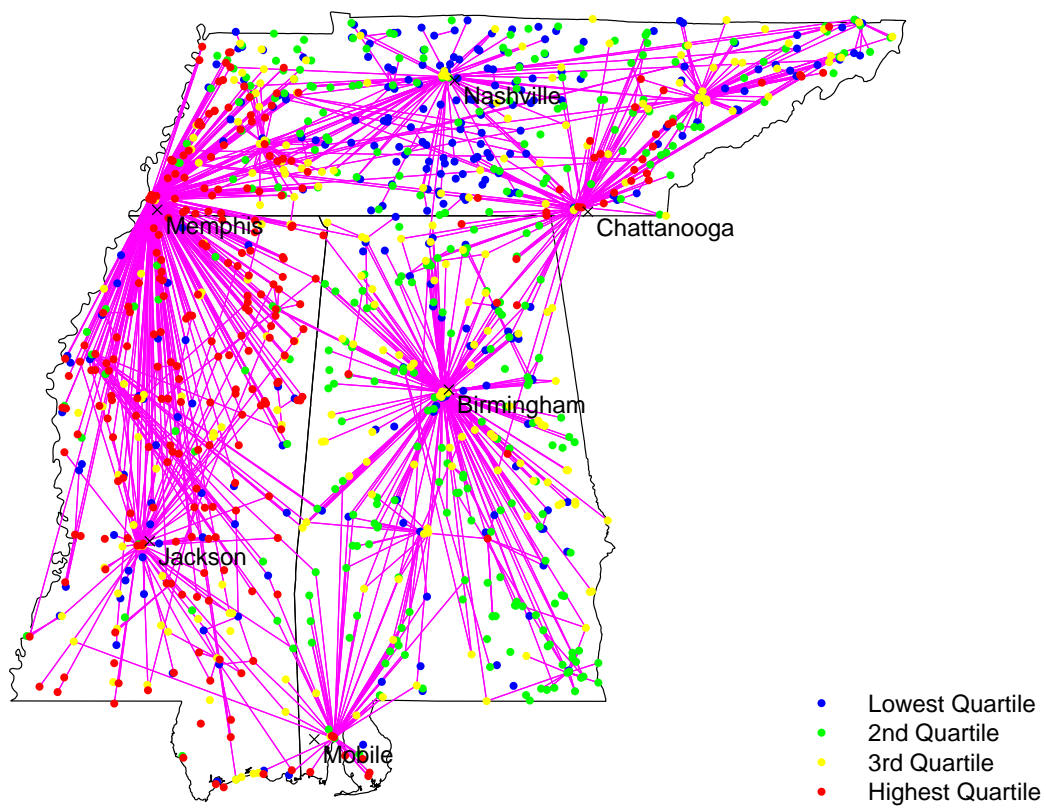 Nashville
Memphis
Chattanooga
Birmingham
Jackson
Mobile
Lowest Quartile
2nd Quartile
3rd Quartile
Highest Quartile